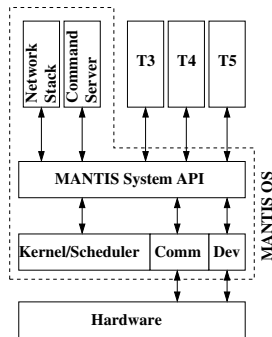 Network
Stack
Command
Server
T3
T4
T5
MANTIS System API
Kernel/Scheduler
Comm
Dev
MANTIS OS
Hardware